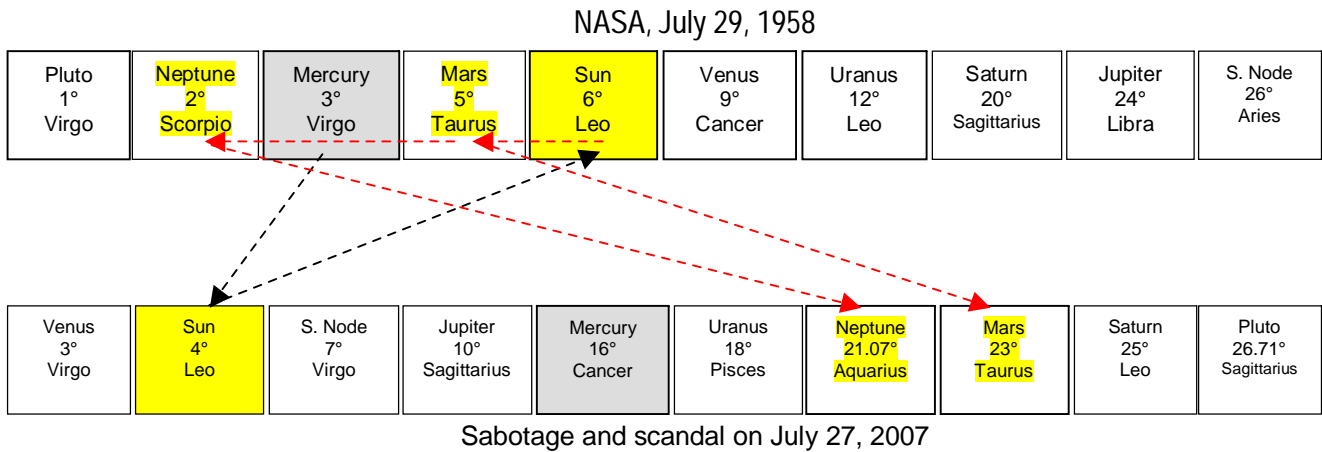 NASA, July 29, 1958
Pluto
1°
Virgo
Neptune
2°
Scorpio
Mercury
3°
Virgo
Mars
5°
Taurus
Sun
6°
Leo
Venus
9°
Cancer
Uranus
12°
Leo
Saturn
20°
Sagittarius
Jupiter
24°
Libra
S. Node
26°
Aries
Venus
3°
Virgo
Sun
4°
Leo
S. Node
7°
Virgo
Jupiter
10°
Sagittarius
Mercury
16°
Cancer
Uranus
18°
Pisces
Neptune
21.07°
Aquarius
Mars
23°
Taurus
Saturn
25°
Leo
Pluto
26.71°
Sagittarius
Sabotage and scandal on July 27, 2007